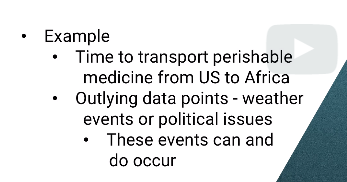 • Example
• Time to transport perishable
medicine from US to Africa
• Outlying data points - weather
events or political issues
• These events can and
do occur